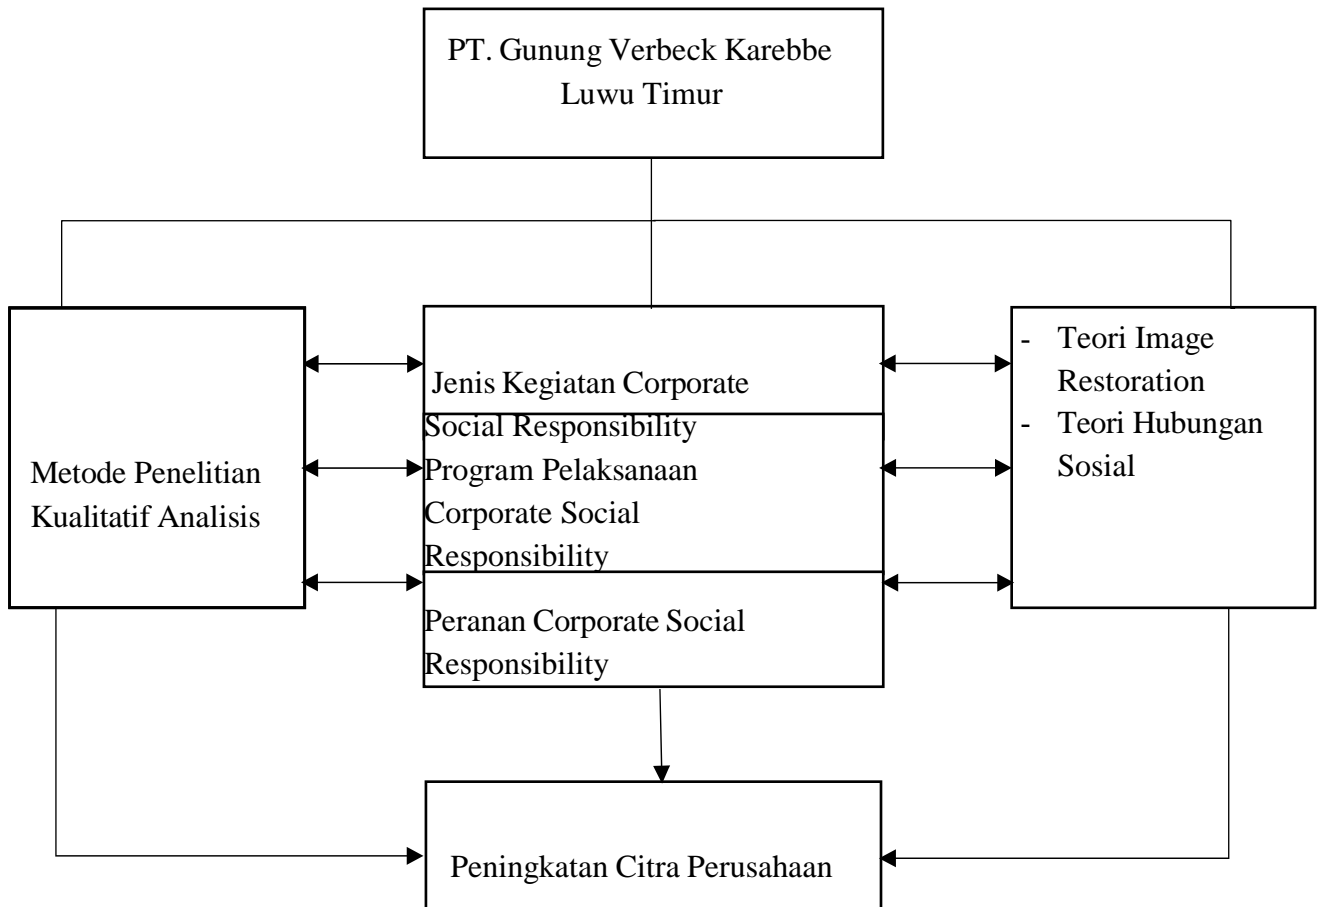 PT. Gunung Verbeck Karebbe
Luwu Timur
Metode Penelitian
Kualitatif Analisis
Jenis Kegiatan Corporate
Social Responsibility
Program Pelaksanaan
Corporate Social
Responsibility
Peranan Corporate Social
Responsibility
- Teori Image
Restoration
- Teori Hubungan
Sosial
Peningkatan Citra Perusahaan